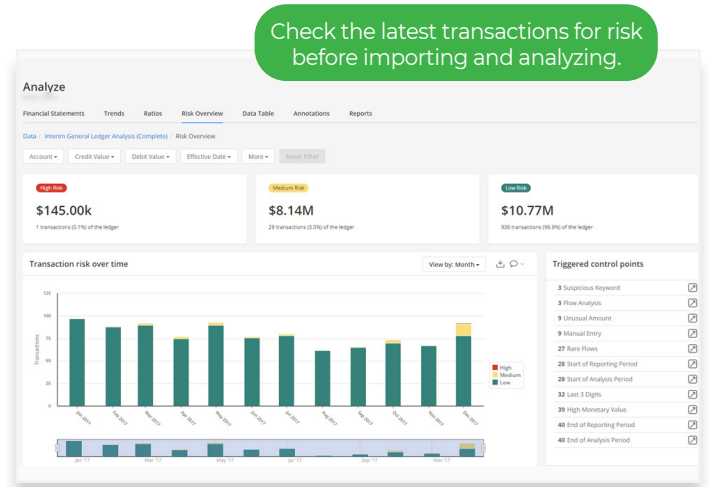 Check the latest transactions for risk
before importing and analyzing.
Analyze
Financial Statements Trends Ratios Risk Overview Data Table Annotations Reports
Data / Interim General Ledger Analysis (Complete) / Risk Overview
Account Credit Value Debit Value Effective Date More Reset Filter
High Risk
$145.00k
1 transactions (0.1%) of the ledger
Medium Risk
$8.14M
29 transactions (3.0%) of the ledger
Low Risk
$10.77M
936 transactions (96.9%) of the ledger
Transaction risk over time
View by: Month
125
100
75
50
25
0
Transactions
Jan 2017 Feb 2017 Mar 2017 Apr 2017 May 2017 Jun 2017 Jul 2017 Aug 2017 Sep 2017 Oct 2017 Nov 2017 Dec 2017
High
Medium
Low
Jan '17 Mar '17 May '17 Jul '17 Sep '17 Nov '17
Triggered control points
3 Suspicious Keyword
3 Flow Analysis
9 Unusual Amount
9 Manual Entry
27 Rare Flows
28 Start of Reporting Period
28 Start of Analysis Period
32 Last 3 Digits
39 High Monetary Value
40 End of Reporting Period
40 End of Analysis Period